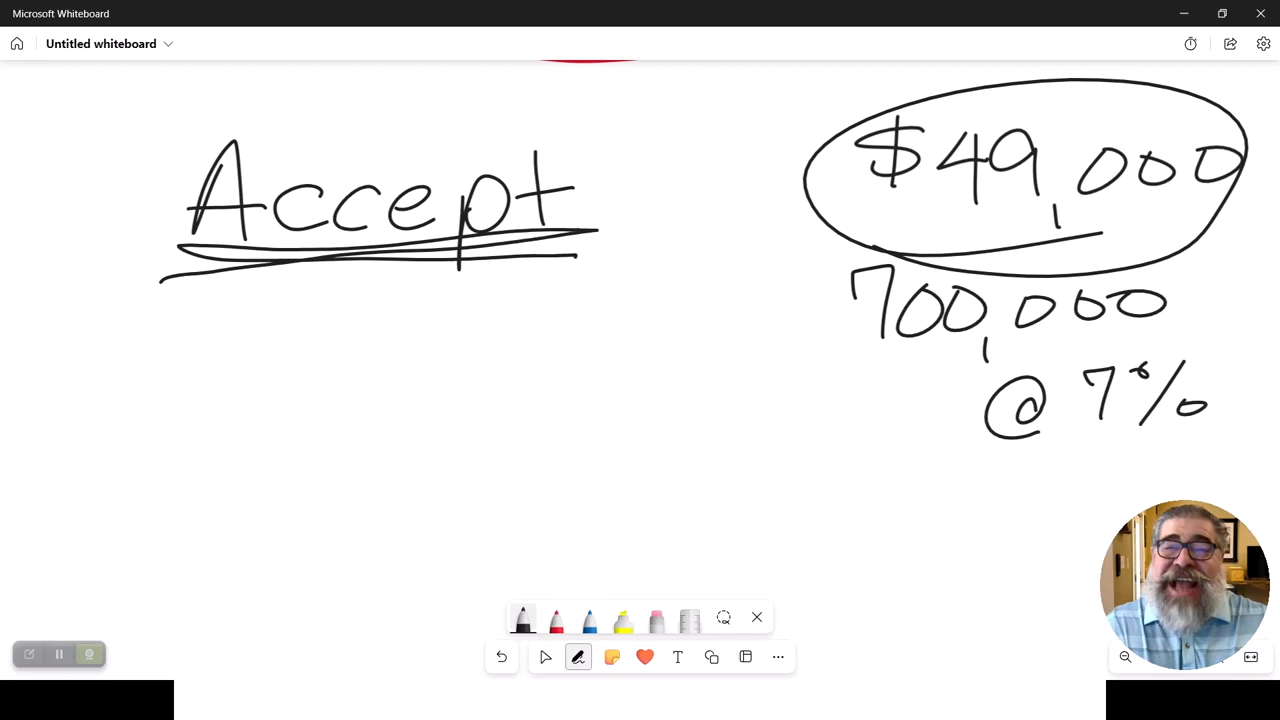 Microsoft Whiteboard
Untitled whiteboard
Accept
$49,000
700,000
@ 7%
T